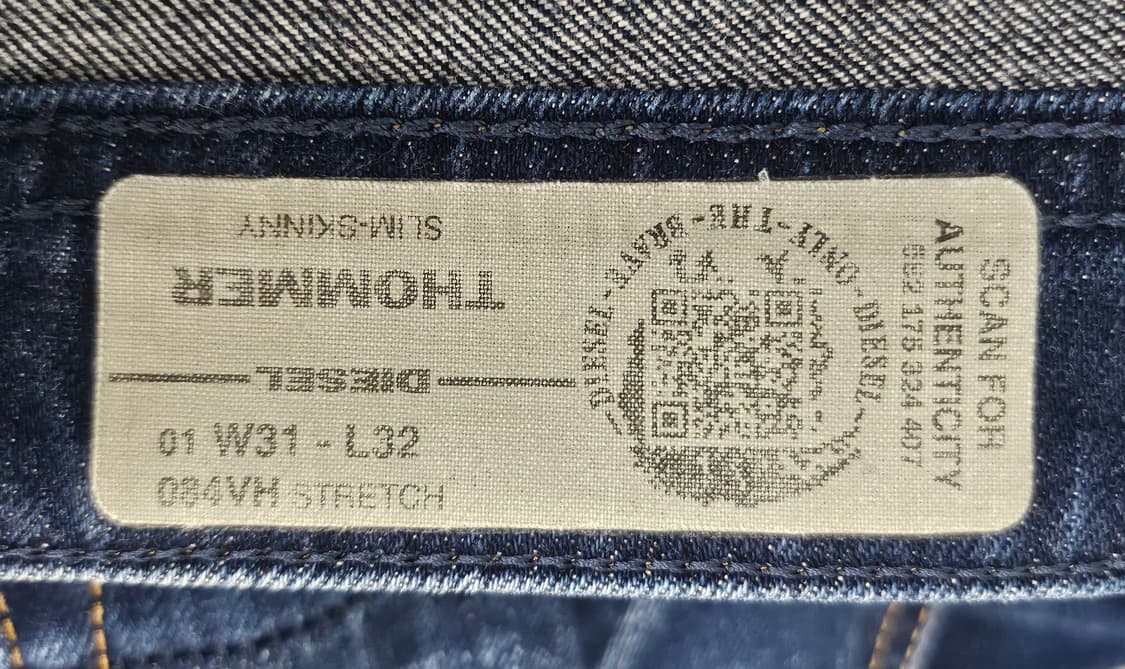 SLIM-SKINNY
THOMMER
DIESEL
01 W31 - L32
084VH STRETCH
DIESEL - ONLY - THE - BRAVE - DIESEL
SCAN FOR
AUTHENTICITY